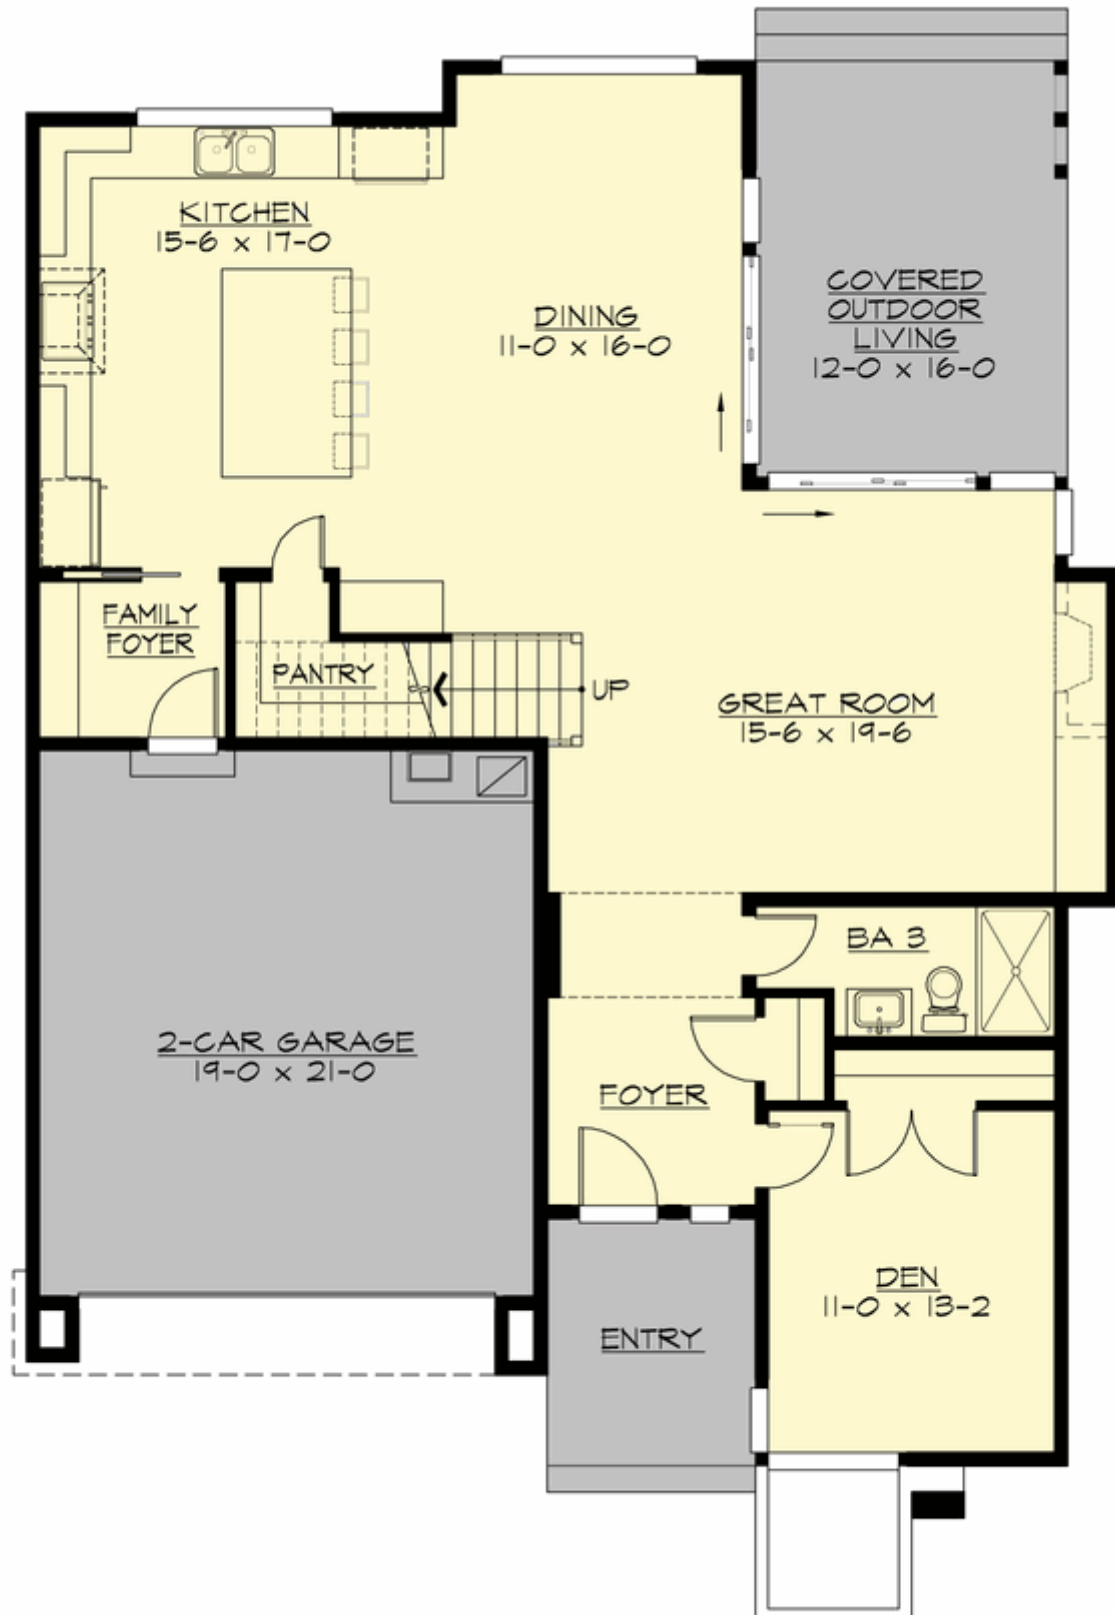 KITCHEN
15-6 x 17-0
DINING
11-0 x 16-0
COVERED
OUTDOOR
LIVING
12-0 x 16-0
FAMILY
FOYER
PANTRY
UP
GREAT ROOM
15-6 x 19-6
BA 3
2-CAR GARAGE
19-0 x 21-0
FOYER
DEN
11-0 x 13-2
ENTRY